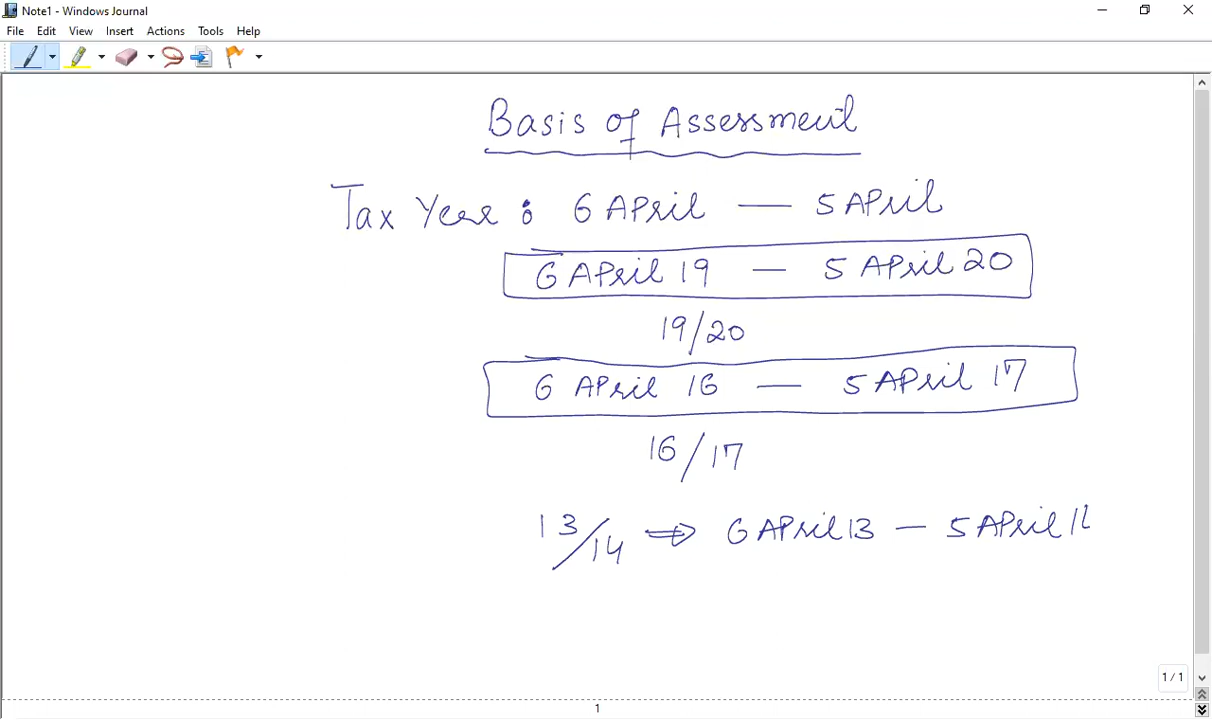 Note1 - Windows Journal
File Edit View Insert Actions Tools Help
Basis of Assessment
Tax Year : 6 April — 5 April
6 April 19 — 5 April 20
19/20
6 April 16 — 5 April 17
16/17
13/14 ⇒ 6 April 13 — 5 April
1 / 1
1